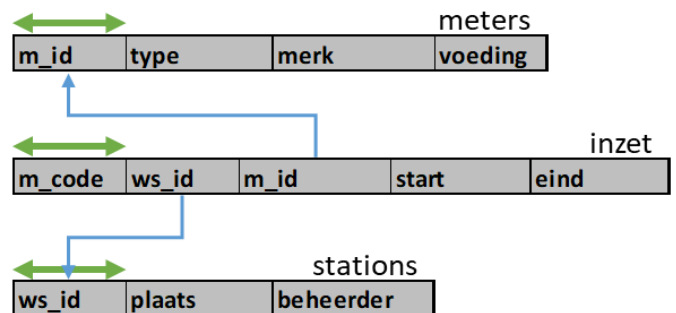 meters
m_id type merk voeding
inzet
m_code ws_id m_id start eind
stations
ws_id plaats beheerder